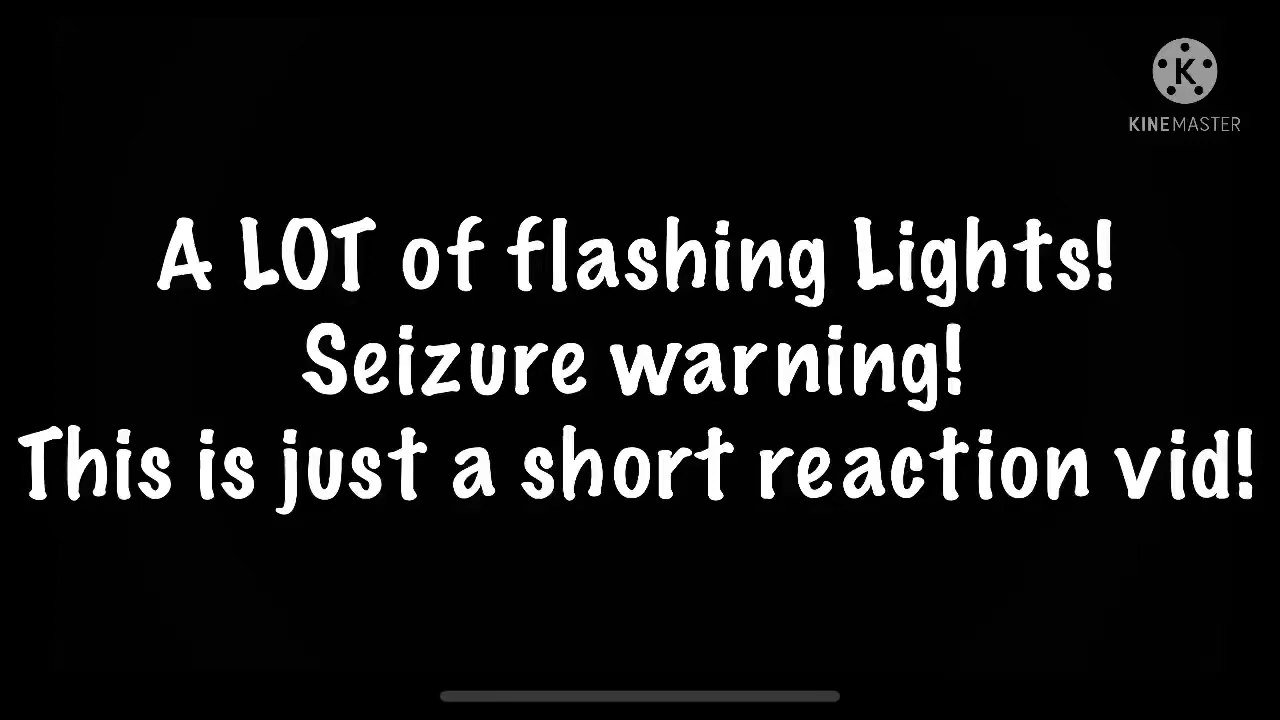 K
KINEMASTER
A LOT of flashing Lights!
Seizure warning!
This is just a short reaction vid!